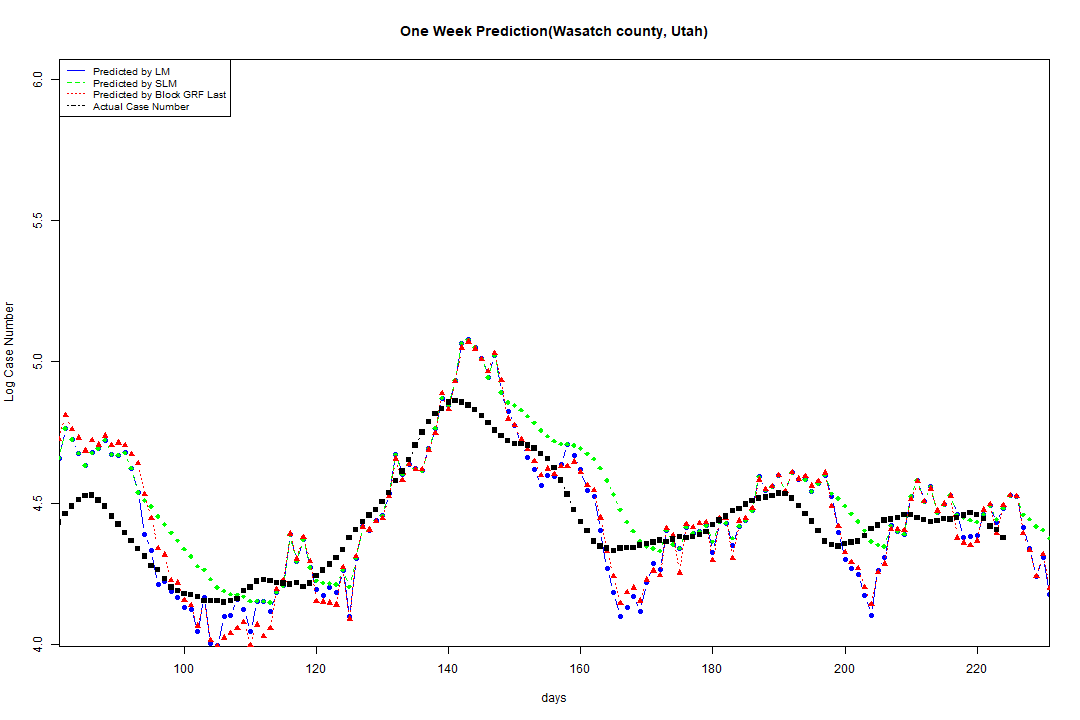 One Week Prediction(Wasatch county, Utah)
Predicted by LM
Predicted by SLM
Predicted by Block GRF Last
Actual Case Number
6.0
5.5
5.0
4.5
4.0
Log Case Number
100 120 140 160 180 200 220
days